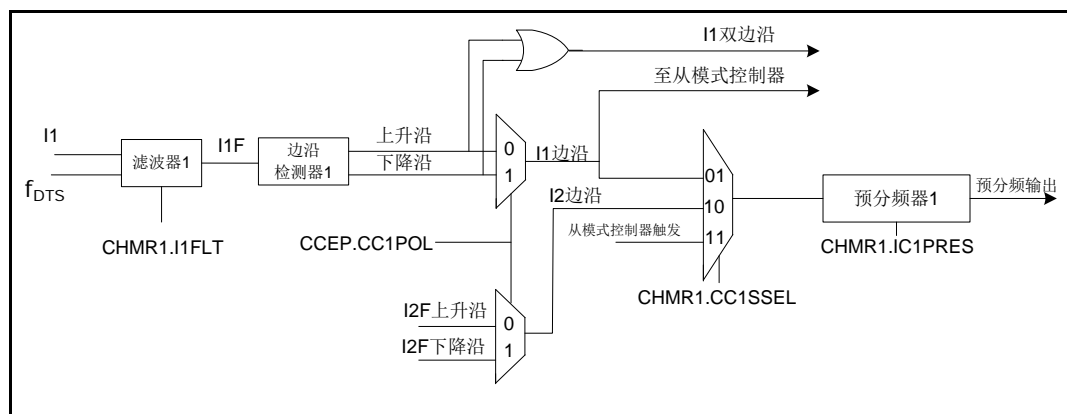 I1双边沿
至从模式控制器
I1
f DTS
滤波器1
I1F
边沿
检测器1
上升沿
下降沿
0
1
I1边沿
I2边沿
从模式控制器触发
01
10
11
预分频器1
预分频输出
CHMR1.I1FLT
CCEP.CC1POL
CHMR1.IC1PRES
CHMR1.CC1SSEL
I2F上升沿
I2F下降沿
0
1